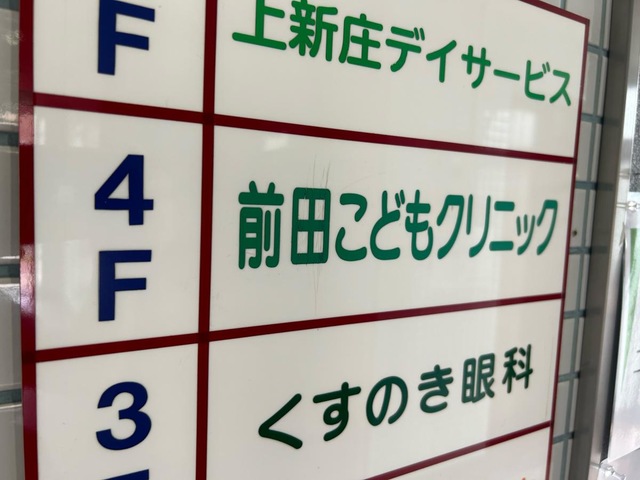 F
上新庄デイサービス
4F
前田こどもクリニック
3
くすのき眼科